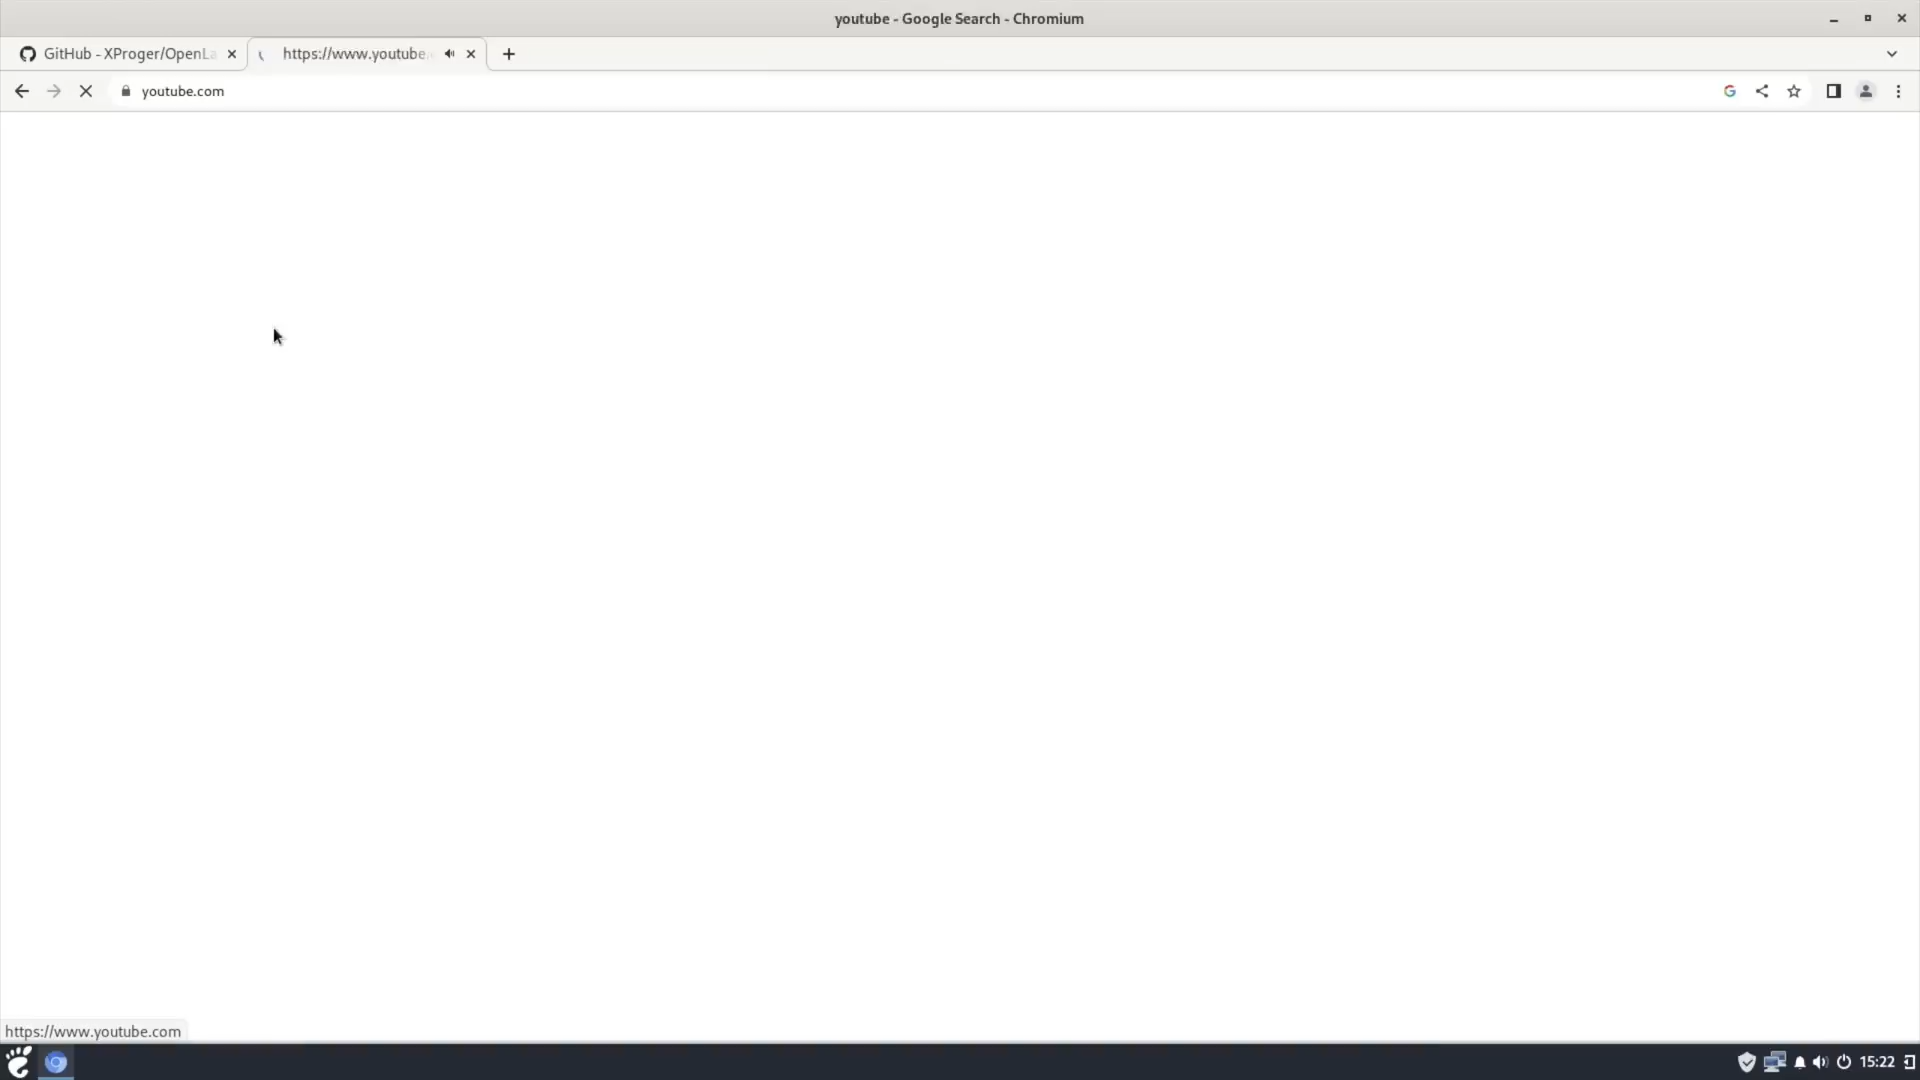 youtube - Google Search - Chromium
GitHub - XProger/OpenLa
https://www.youtube.
youtube.com
https://www.youtube.com
15:22